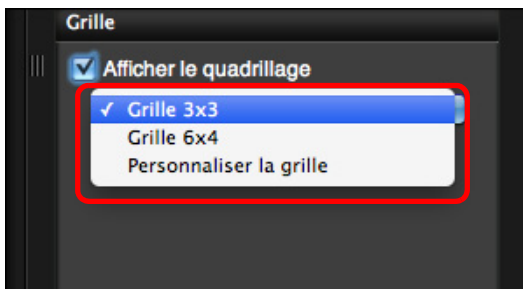 Grille
Afficher le quadrillage
✓ Grille 3x3
Grille 6x4
Personnaliser la grille